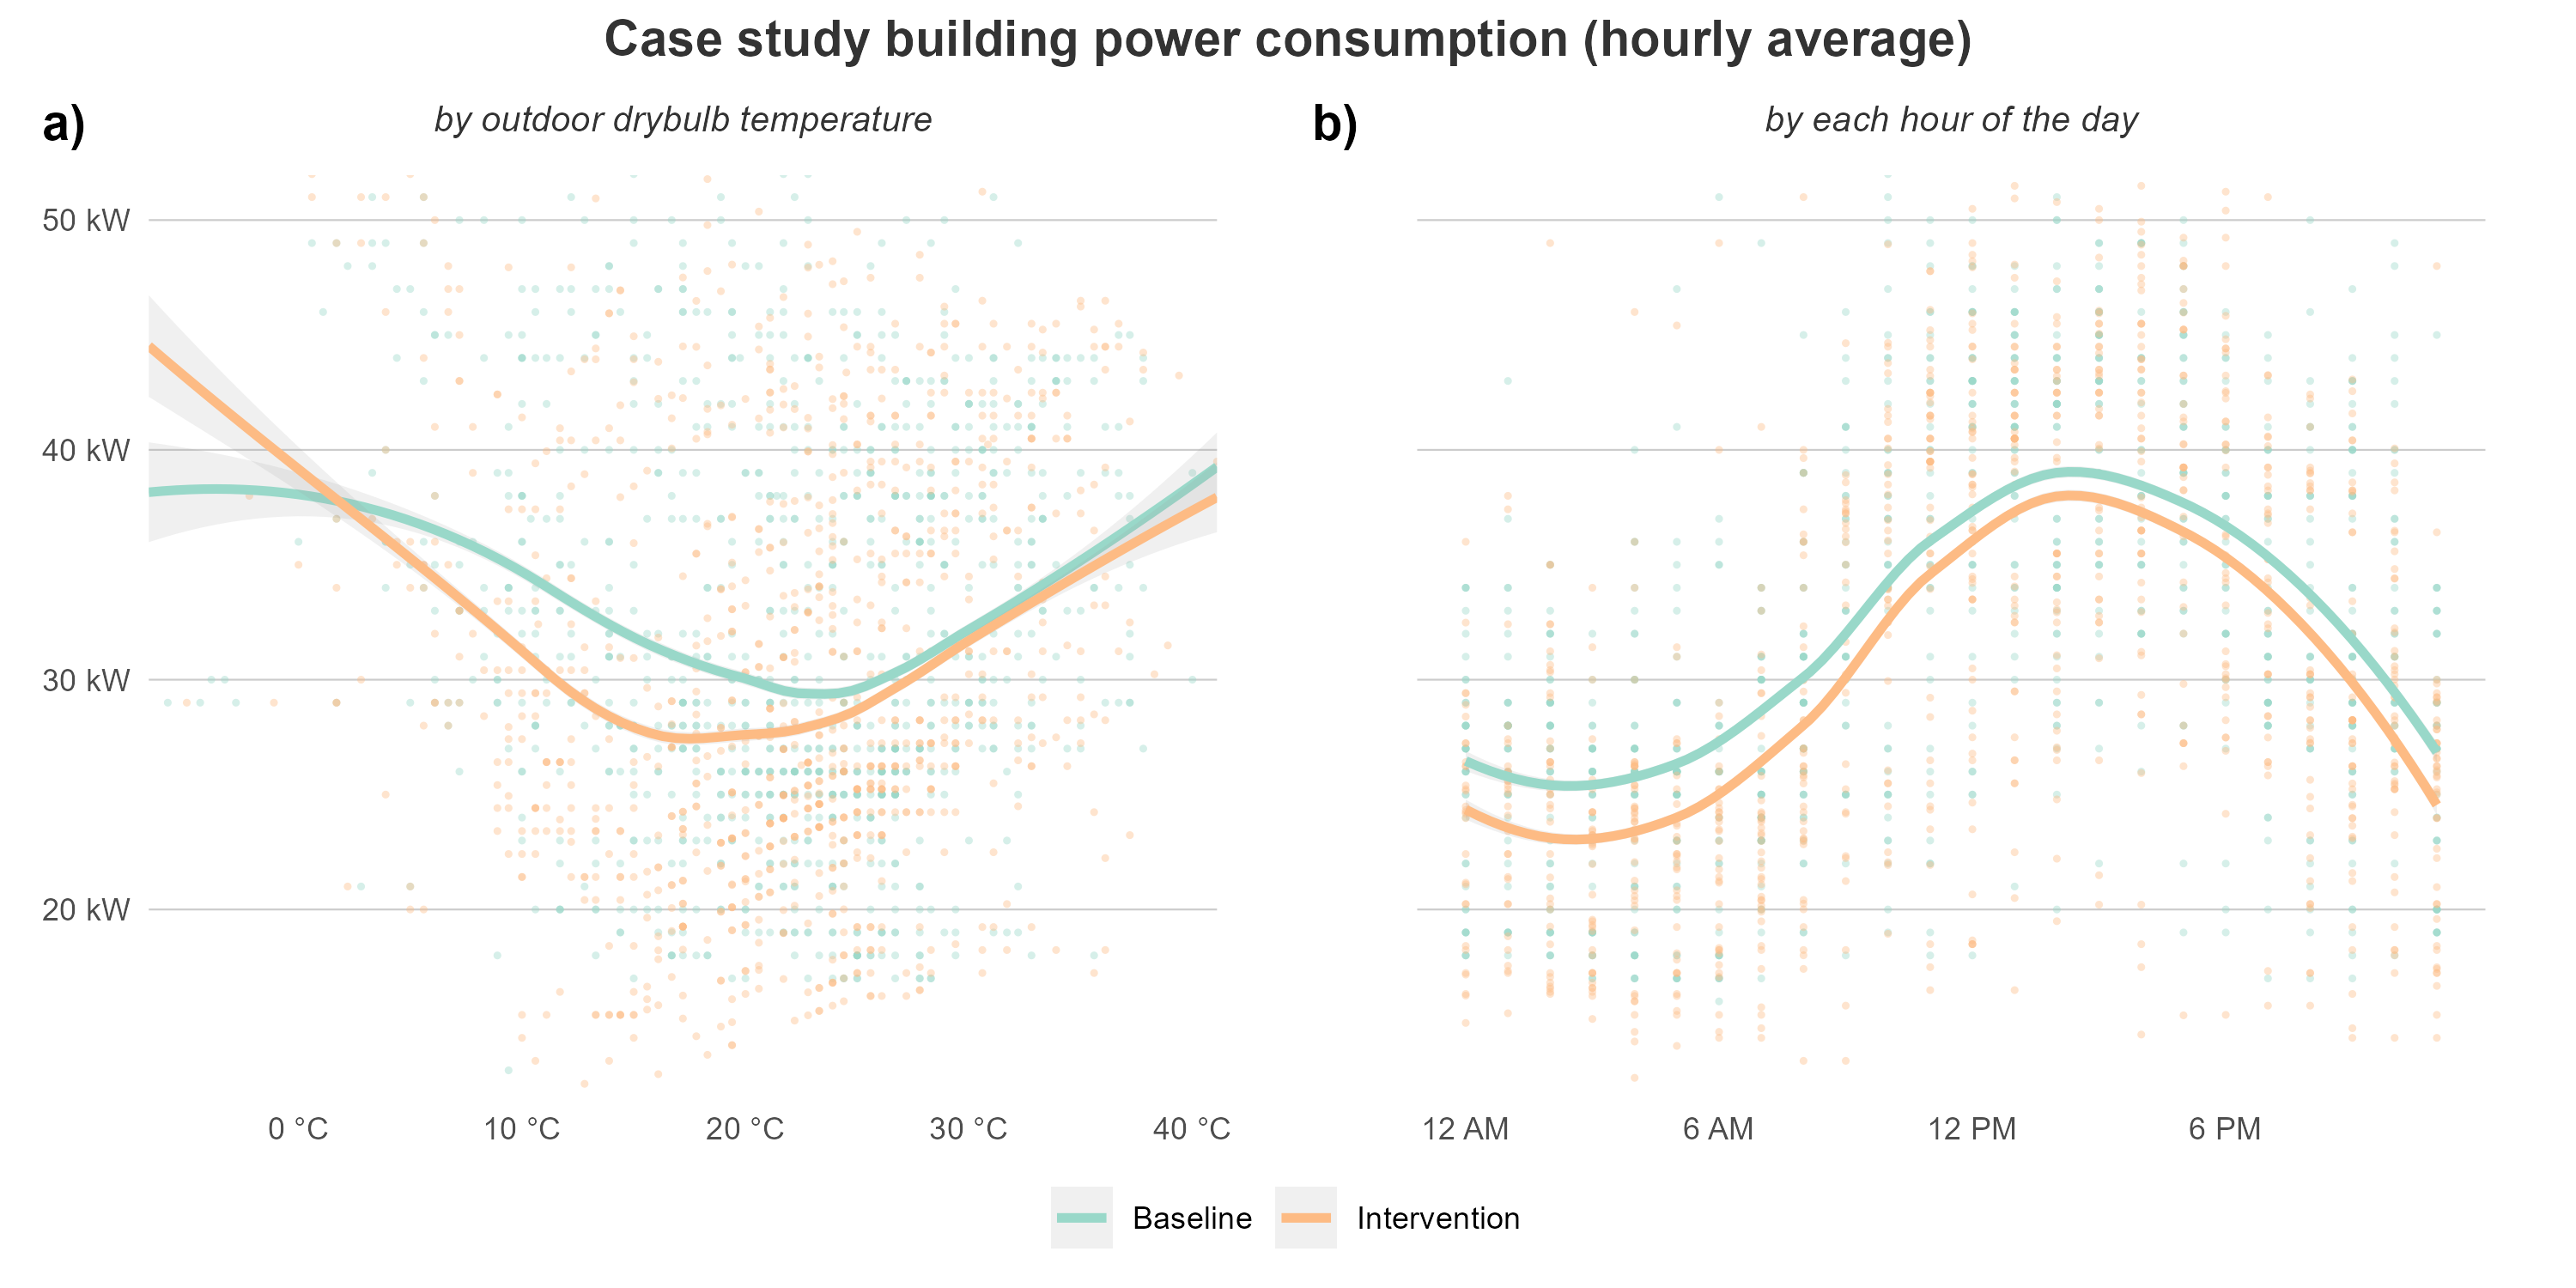 Case study building power consumption (hourly average)
a)
by outdoor drybulb temperature
50 kW
40 kW
30 kW
20 kW
0 °C 10 °C 20 °C 30 °C 40 °C
b)
by each hour of the day
12 AM 6 AM 12 PM 6 PM
Baseline Intervention